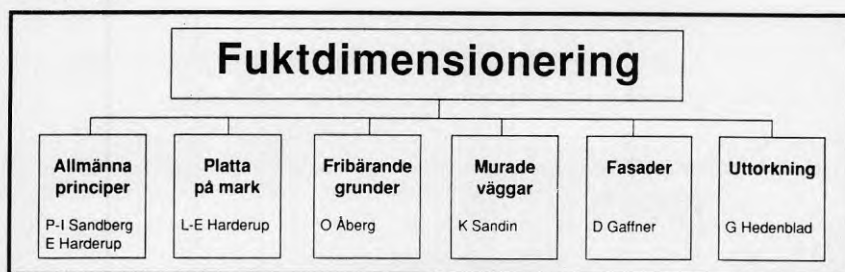 Fuktdimensionering
Allmänna
principer
P-I Sandberg
E Harderup
Platta
på mark
L-E Harderup
Fribärande
grunder
O Åberg
Murade
väggar
K Sandin
Fasader
D Gaffner
Uttorkning
G Hedenblad